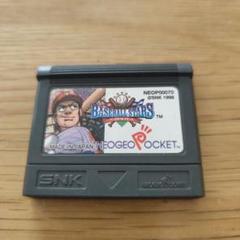 NEOP00070
©SNK 1998
BASEBALL STARS
MADE IN JAPAN
NEOGEO POCKET
SNK